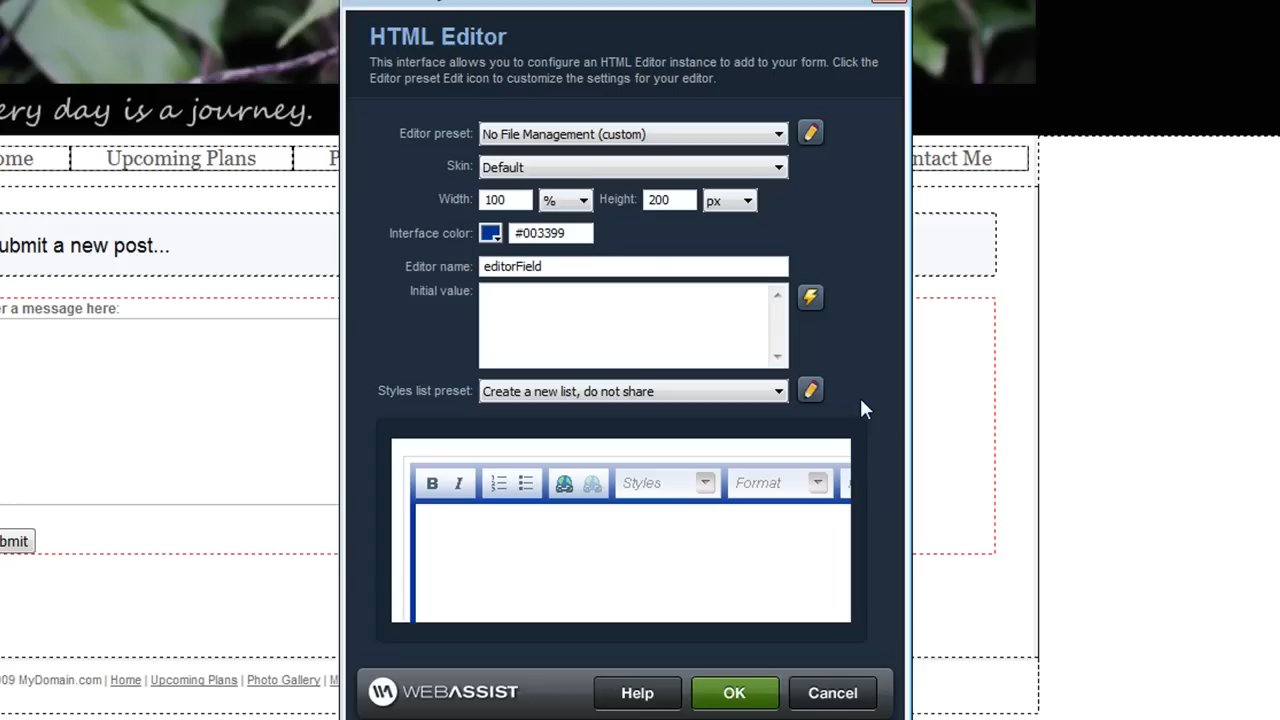 HTML Editor
This interface allows you to configure an HTML Editor instance to add to your form. Click the
Editor preset Edit icon to customize the settings for your editor.
ery day is a journey.
Editor preset: No File Management (custom)
ome Upcoming Plans P ntact Me
Skin: Default
Width: 100 % Height: 200 px
Interface color: #003399
ubmit a new post...
Editor name: editorField
Initial value:
r a message here:
Styles list preset: Create a new list, do not share
B I Styles Format
bmit
09 MyDomain.com | Home | Upcoming Plans | Photo Gallery | M
WEBASSIST Help OK Cancel